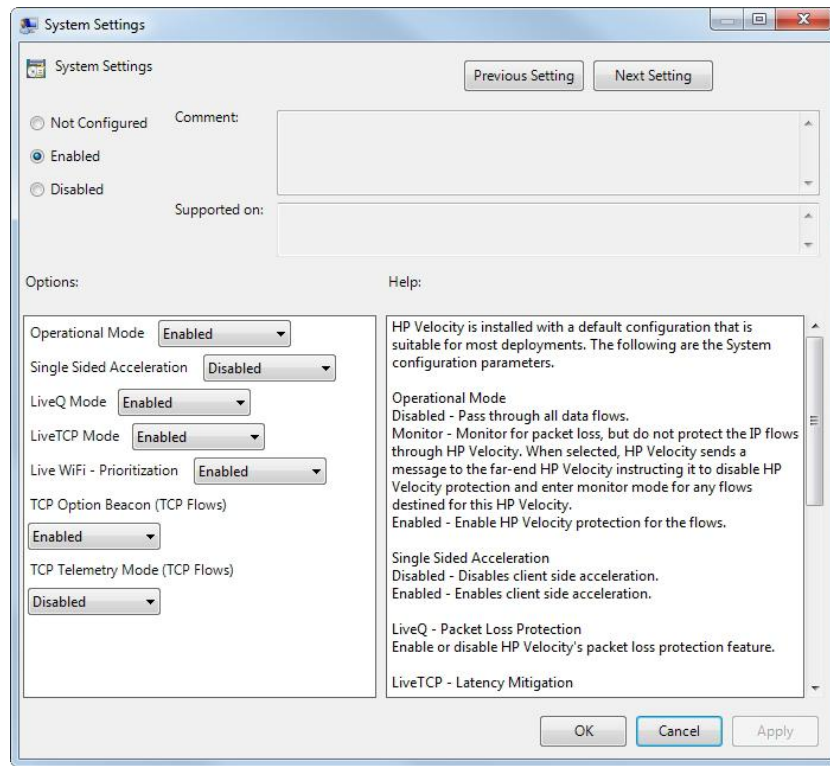 System Settings
System Settings
Previous Setting
Next Setting
Not Configured
Comment:
Enabled
Disabled
Supported on:
Options:
Help:
Operational Mode Enabled
Single Sided Acceleration Disabled
LiveQ Mode Enabled
LiveTCP Mode Enabled
Live WiFi - Prioritization Enabled
TCP Option Beacon (TCP Flows)
Enabled
TCP Telemetry Mode (TCP Flows)
Disabled
HP Velocity is installed with a default configuration that is
suitable for most deployments. The following are the System
configuration parameters.
Operational Mode
Disabled - Pass through all data flows.
Monitor - Monitor for packet loss, but do not protect the IP flows
through HP Velocity. When selected, HP Velocity sends a
message to the far-end HP Velocity instructing it to disable HP
Velocity protection and enter monitor mode for any flows
destined for this HP Velocity.
Enabled - Enable HP Velocity protection for the flows.
Single Sided Acceleration
Disabled - Disables client side acceleration.
Enabled - Enables client side acceleration.
LiveQ - Packet Loss Protection
Enable or disable HP Velocity's packet loss protection feature.
LiveTCP - Latency Mitigation
OK
Cancel
Apply